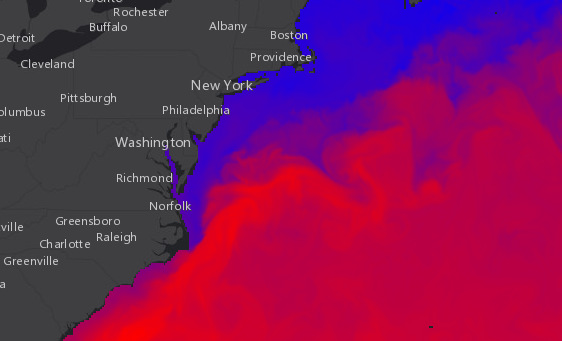 Toronto
Rochester
Buffalo
Albany
Detroit
Boston
Providence
Cleveland
New York
Pittsburgh
Philadelphia
olumbus
ati
Washington
Richmond
Norfolk
Greensboro
ville
Raleigh
Charlotte
Greenville
a